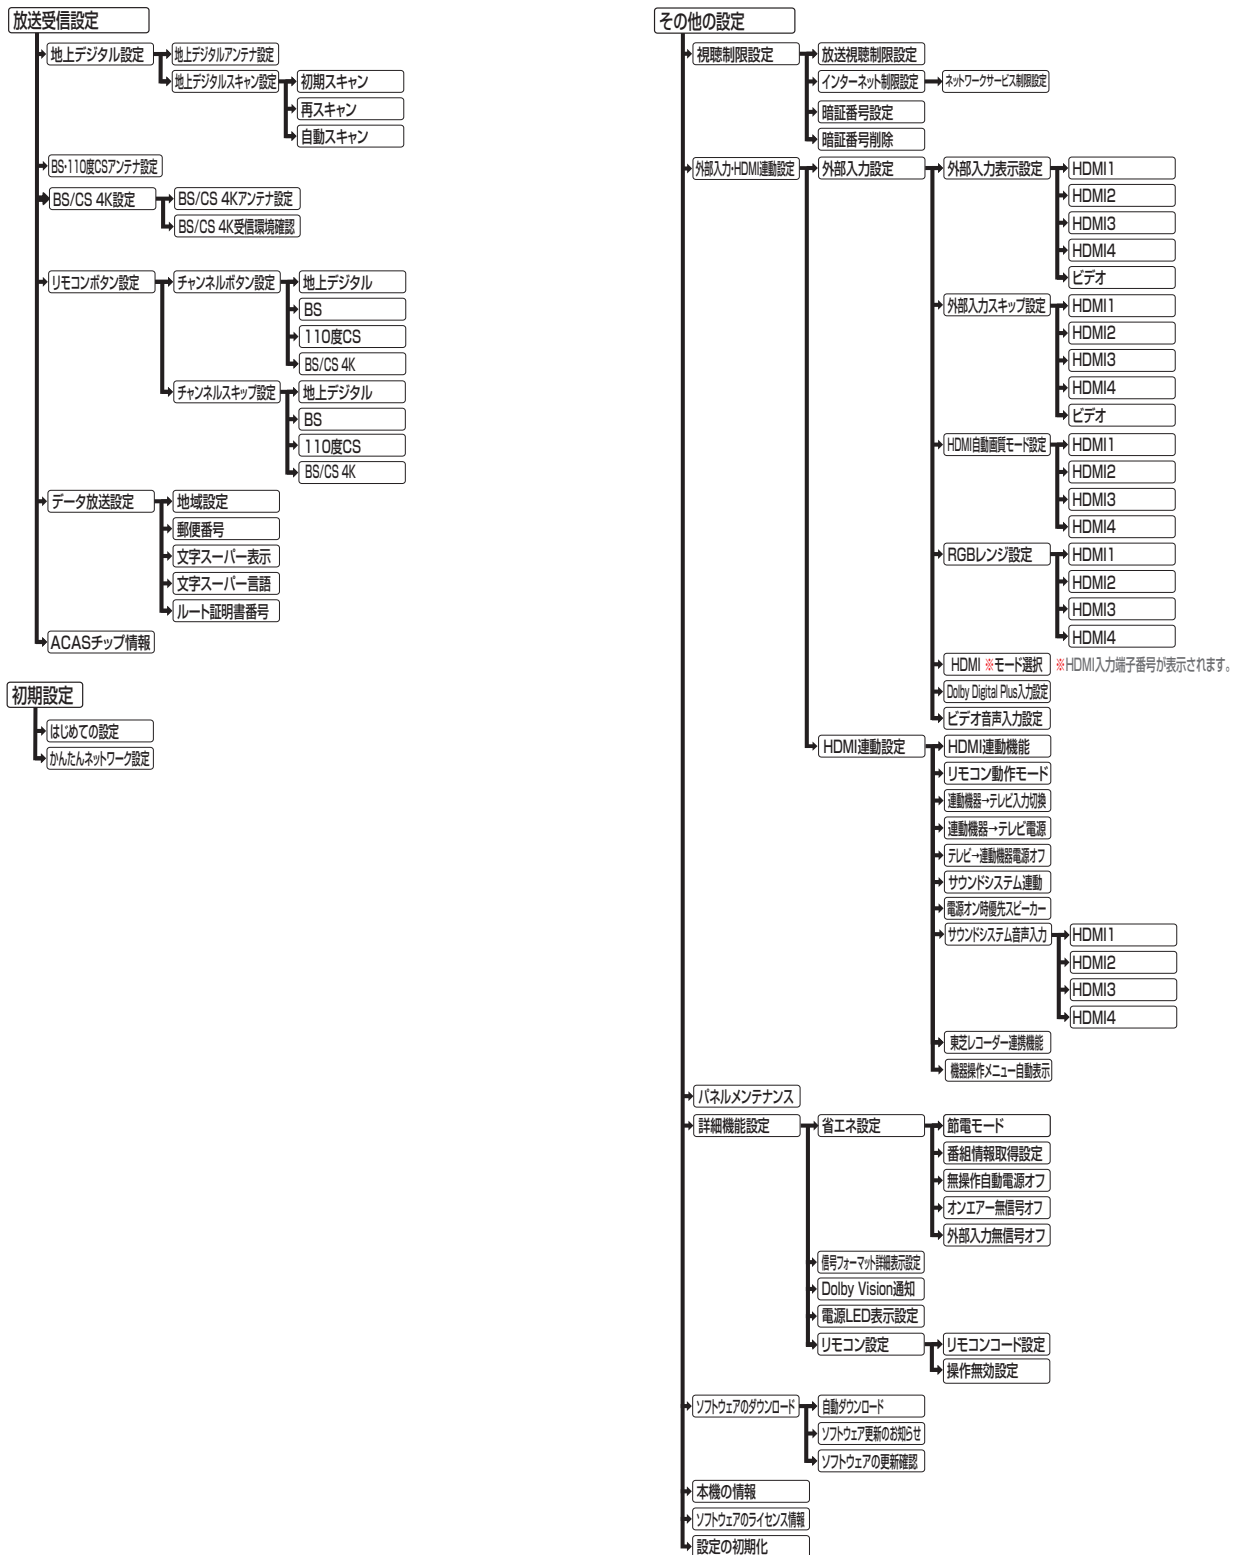 放送受信設定
地上デジタル設定
地上デジタルアンテナ設定
地上デジタルスキャン設定
初期スキャン
再スキャン
自動スキャン
BS・110度CSアンテナ設定
BS/CS 4K設定
BS/CS 4Kアンテナ設定
BS/CS 4K受信環境確認
リモコンボタン設定
チャンネルボタン設定
地上デジタル
BS
110度CS
BS/CS 4K
チャンネルスキップ設定
地上デジタル
BS
110度CS
BS/CS 4K
データ放送設定
地域設定
郵便番号
文字スーパー表示
文字スーパー言語
ルート証明書番号
ACASチップ情報
初期設定
はじめての設定
かんたんネットワーク設定
その他の設定
視聴制限設定
放送視聴制限設定
インターネット制限設定
ネットワークサービス制限設定
暗証番号設定
暗証番号削除
外部入力・HDMI連動設定
外部入力設定
外部入力表示設定
HDMI1
HDMI2
HDMI3
HDMI4
ビデオ
外部入力スキップ設定
HDMI1
HDMI2
HDMI3
HDMI4
ビデオ
HDMI自動画質モード設定
HDMI1
HDMI2
HDMI3
HDMI4
RGBレンジ設定
HDMI1
HDMI2
HDMI3
HDMI4
HDMI ※モード選択 ※HDMI入力端子番号が表示されます。
Dolby Digital Plus入力設定
ビデオ音声入力設定
HDMI連動設定
HDMI連動機能
リモコン動作モード
連動機器→テレビ入力切換
連動機器→テレビ電源
テレビ→連動機器電源オフ
サウンドシステム連動
電源オン時優先スピーカー
サウンドシステム音声入力
HDMI1
HDMI2
HDMI3
HDMI4
東芝レコーダー連携機能
機器操作メニュー自動表示
パネルメンテナンス
詳細機能設定
省エネ設定
節電モード
番組情報取得設定
無操作自動電源オフ
オンエアー無信号オフ
外部入力無信号オフ
信号フォーマット詳細表示設定
Dolby Vision通知
電源LED表示設定
リモコン設定
リモコンコード設定
操作無効設定
ソフトウェアのダウンロード
自動ダウンロード
ソフトウェア更新のお知らせ
ソフトウェアの更新確認
本機の情報
ソフトウェアのライセンス情報
設定の初期化